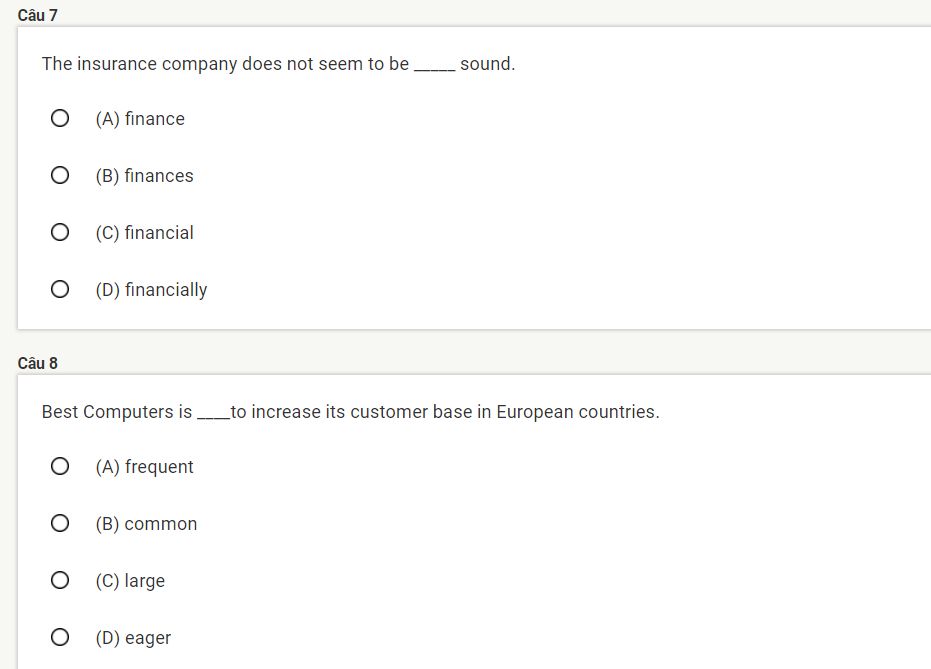 Câu 7
The insurance company does not seem to be _____ sound.
(A) finance
(B) finances
(C) financial
(D) financially
Câu 8
Best Computers is ____to increase its customer base in European countries.
(A) frequent
(B) common
(C) large
(D) eager